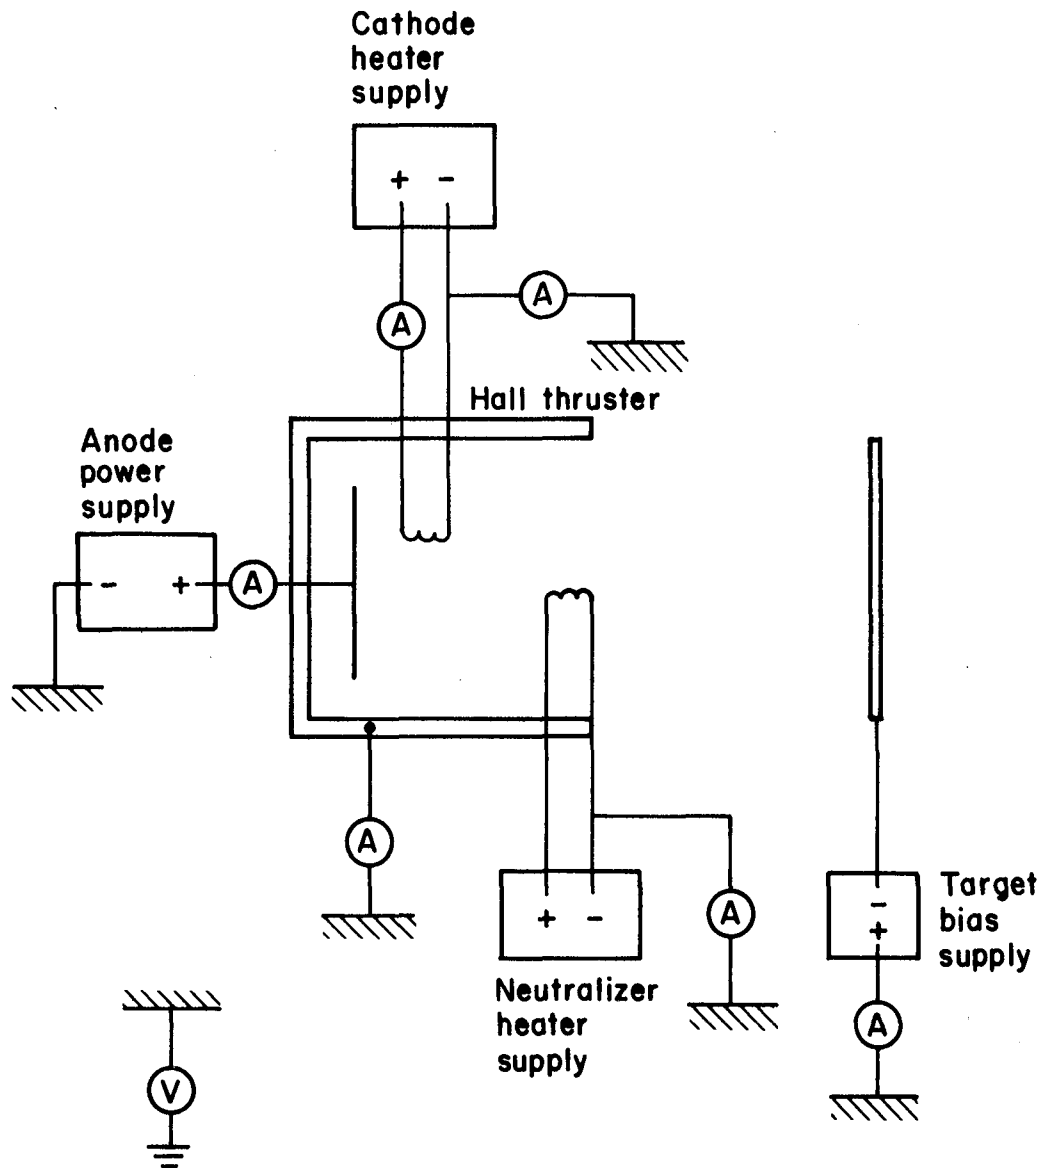 Cathode
heater
supply
+ -
A
A
Hall thruster
Anode
power
supply
- +
A
A
+ -
A
Neutralizer
heater
supply
-
+
Target
bias
supply
A
V